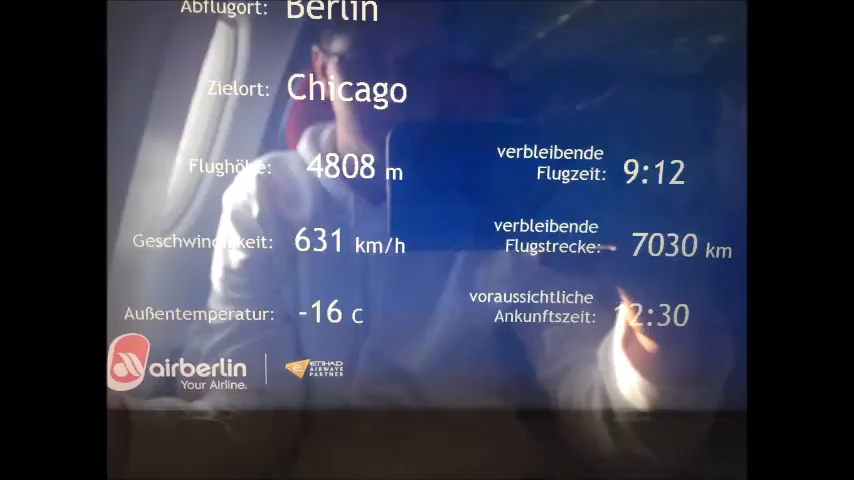 Abflugort: Berlin
Zielort: Chicago
Flughöhe: 4808 m
verbleibende
Flugzeit: 9:12
Geschwindigkeit: 631 km/h
verbleibende
Flugstrecke: 7030 km
Außentemperatur: -16 c
voraussichtliche
Ankunftszeit: 12:30
airberlin
Your Airline.
ETIHAD
AIRWAYS
PARTNER